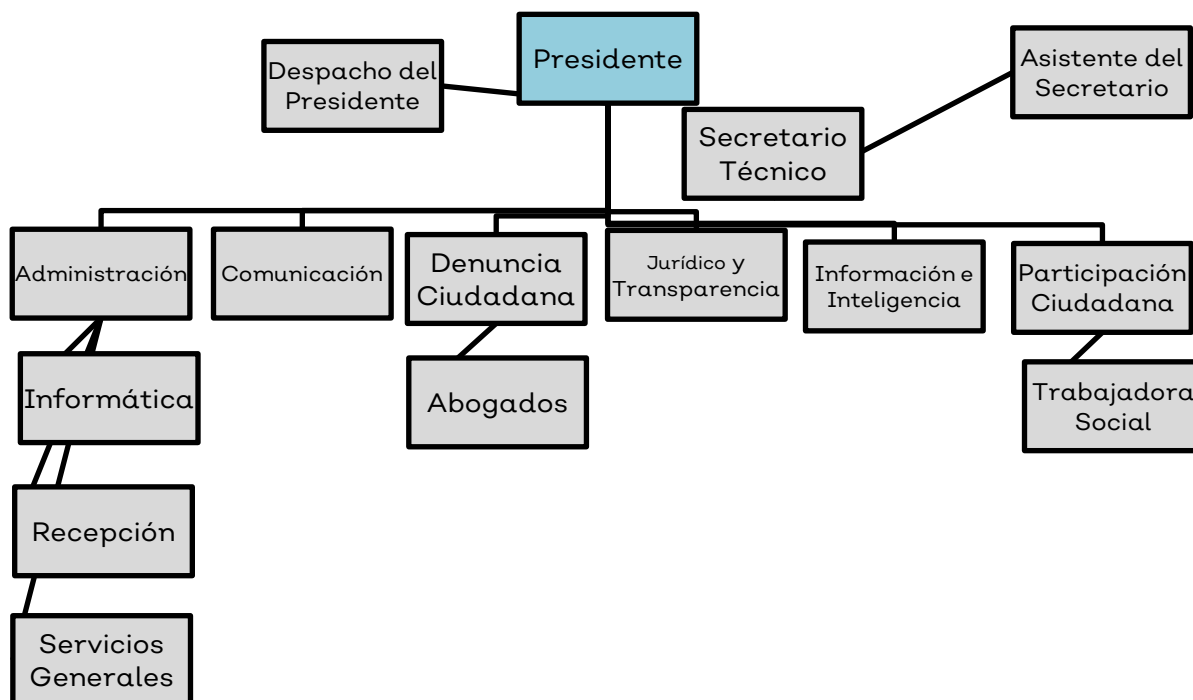 Presidente
Despacho del
Presidente
Asistente del
Secretario
Secretario
Técnico
Administración
Comunicación
Denuncia
Ciudadana
Jurídico y
Transparencia
Información e
Inteligencia
Participación
Ciudadana
Informática
Abogados
Trabajadora
Social
Recepción
Servicios
Generales